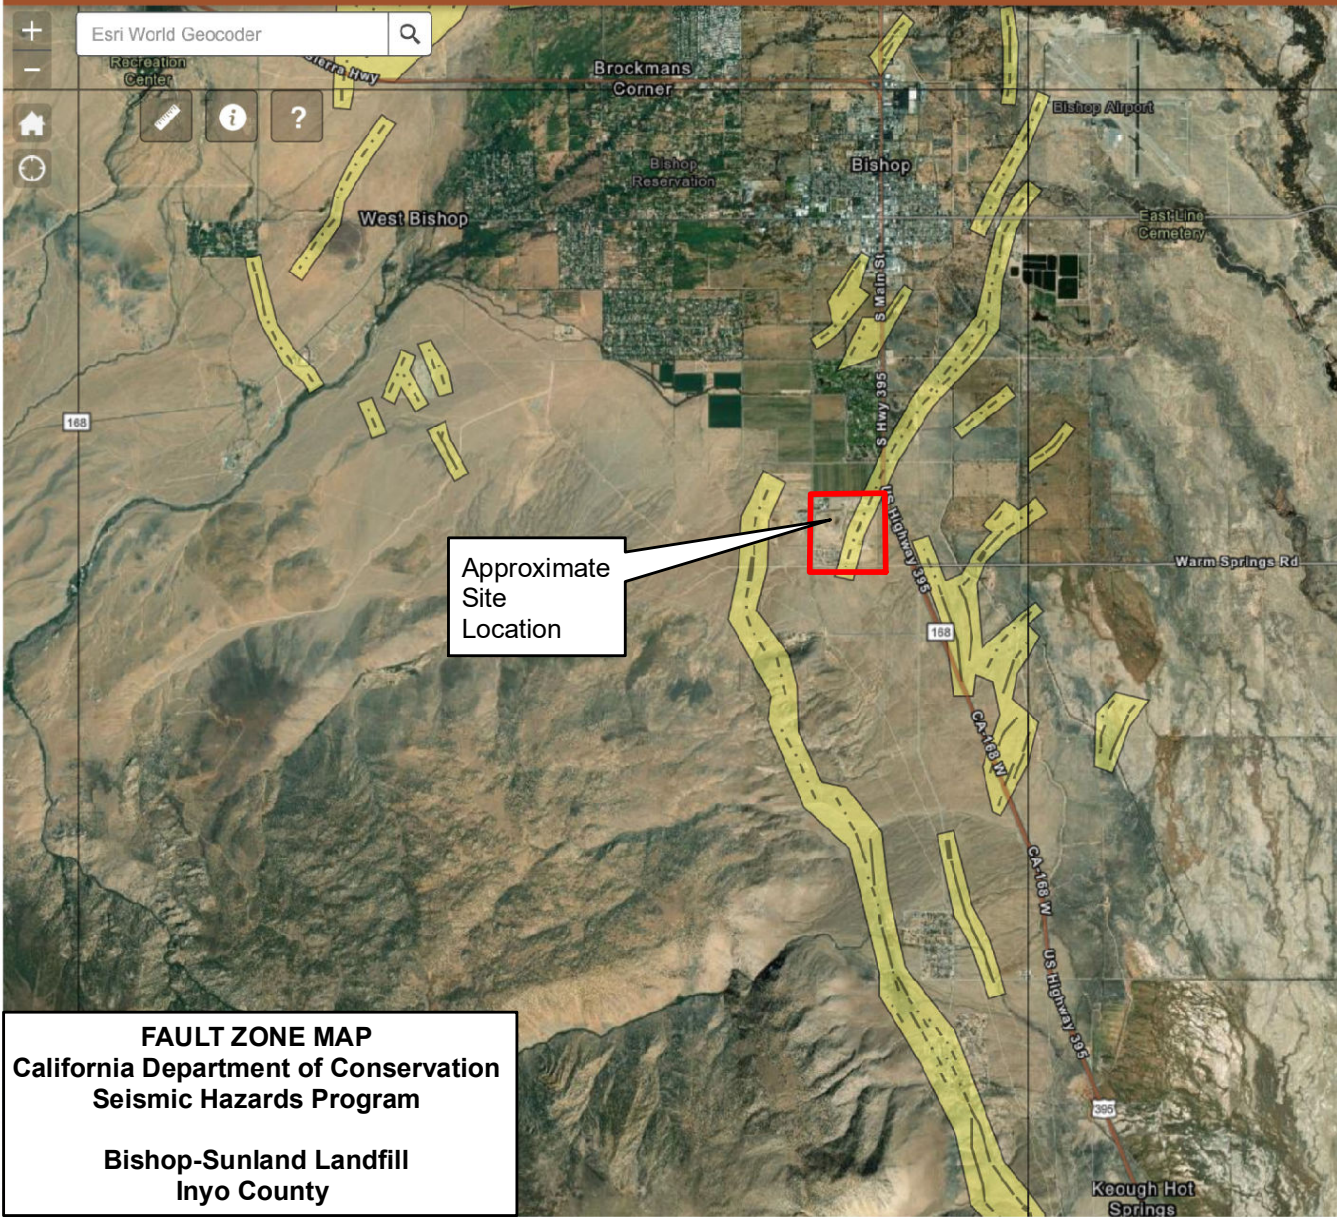 Esri World Geocoder
Recreation
Center
Sierra Hwy
Brockmans
Corner
Bishop Airport
?
Bishop
Reservation
Bishop
West Bishop
East Line
Cemetery
S Main St
S Hwy 395
168
US Highway 395
Approximate
Site
Location
Warm Springs Rd
168
CA-168 W
CA-168 W
US Highway 395
FAULT ZONE MAP
California Department of Conservation
Seismic Hazards Program
Bishop-Sunland Landfill
Inyo County
395
Keough Hot
Springs